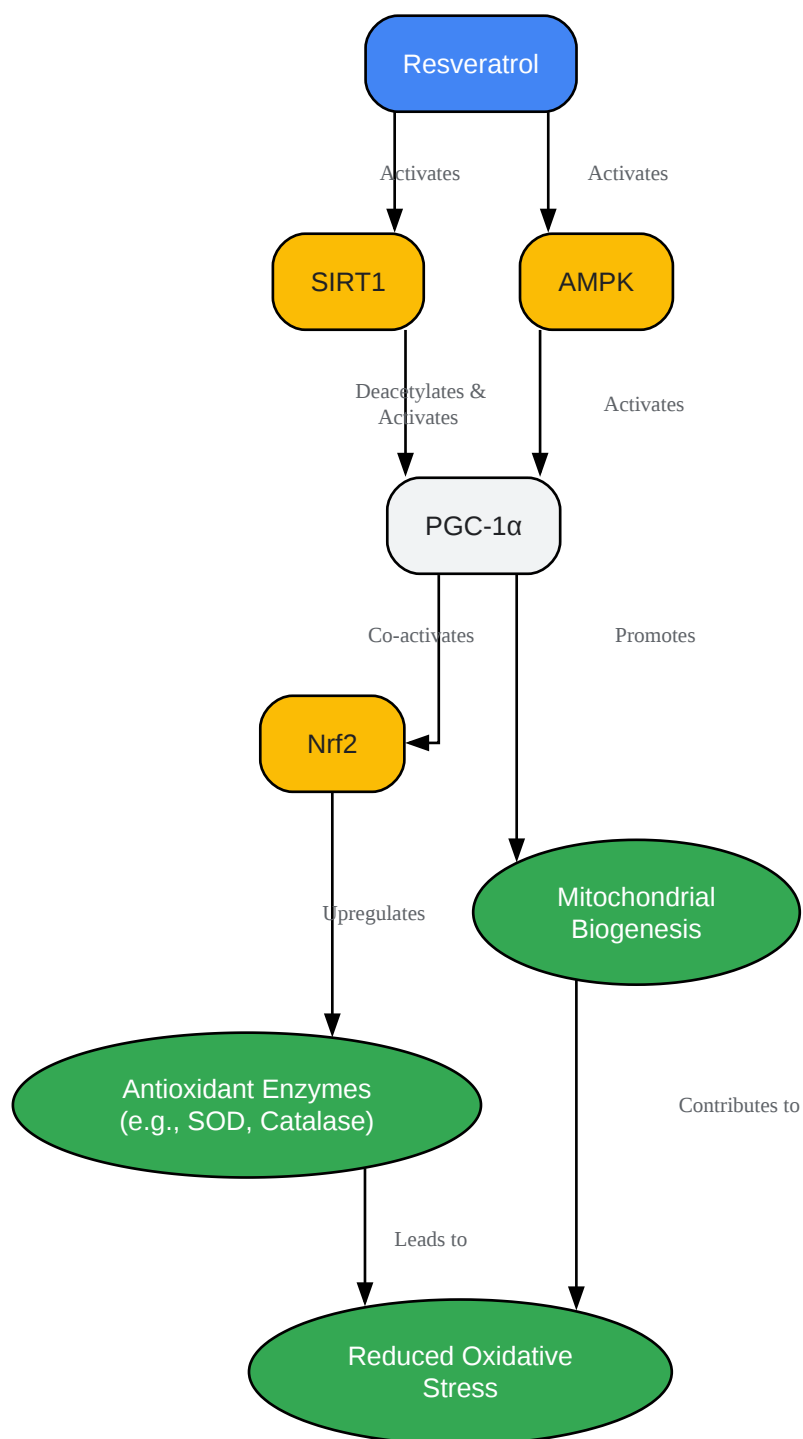 Resveratrol
Activates
Activates
SIRT1
AMPK
Deacetylates &
Activates
Activates
PGC-1α
Co-activates
Promotes
Nrf2
Mitochondrial
Biogenesis
Upregulates
Antioxidant Enzymes
(e.g., SOD, Catalase)
Contributes to
Leads to
Reduced Oxidative
Stress